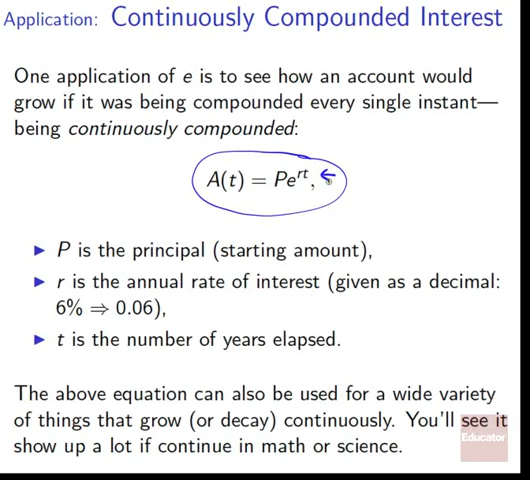 Application: Continuously Compounded Interest
One application of e is to see how an account would
grow if it was being compounded every single instant—
being continuously compounded:
A(t) = Pe^{rt},
▶ P is the principal (starting amount),
▶ r is the annual rate of interest (given as a decimal:
6% ⇒ 0.06),
▶ t is the number of years elapsed.
The above equation can also be used for a wide variety
of things that grow (or decay) continuously. You'll see it
show up a lot if continue in math or science.
Educator